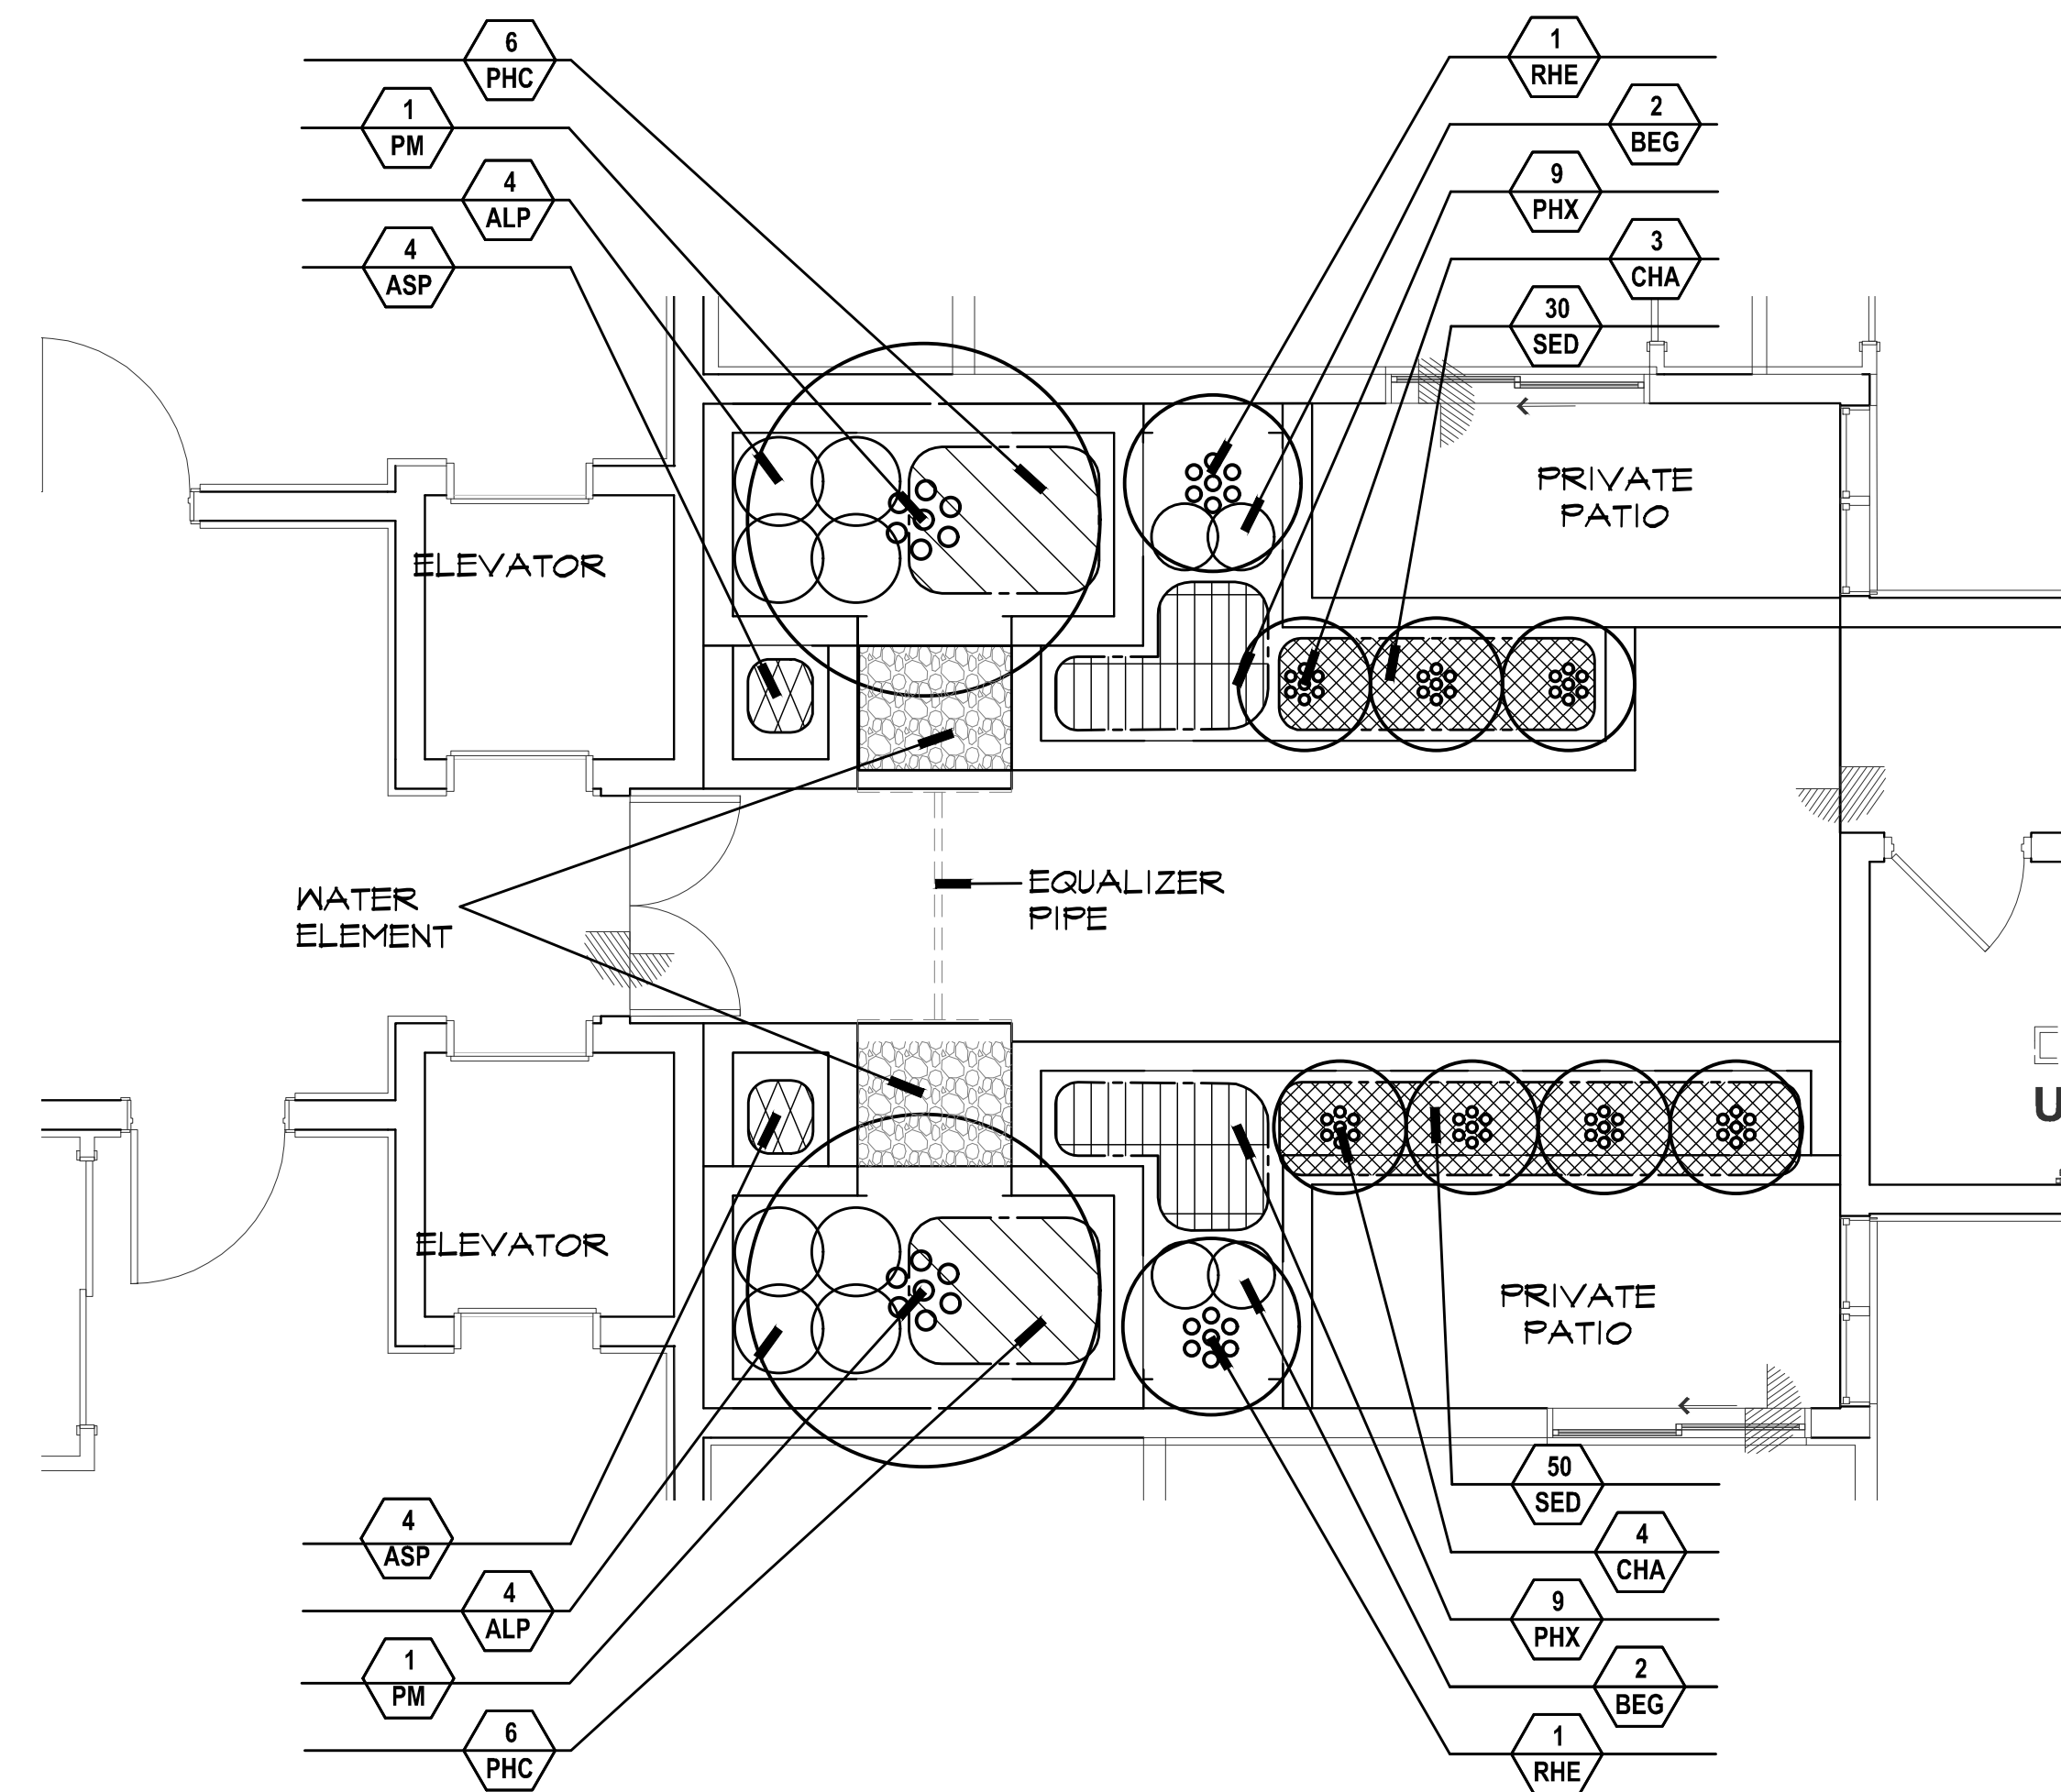 6
PHC
1
PM
4
ALP
4
ASP
1
RHE
2
BEG
9
PHX
3
CHA
30
SED
PRIVATE
PATIO
ELEVATOR
WATER
ELEMENT
EQUALIZER
PIPE
U
ELEVATOR
PRIVATE
PATIO
4
ASP
4
ALP
1
PM
6
PHC
50
SED
4
CHA
9
PHX
2
BEG
1
RHE